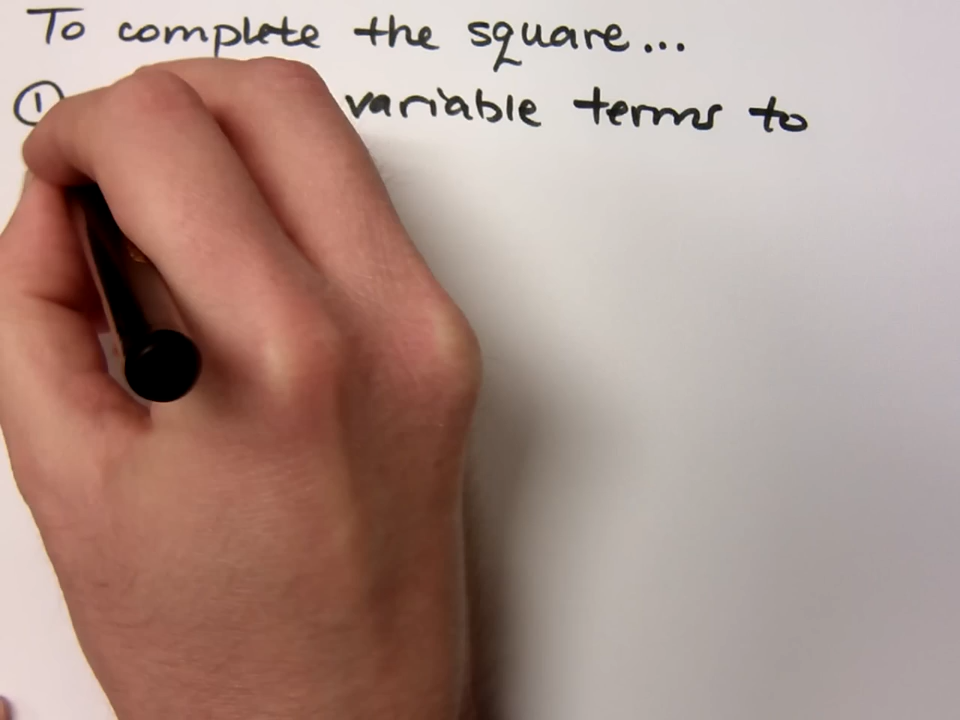 To complete the square...
① variable terms to